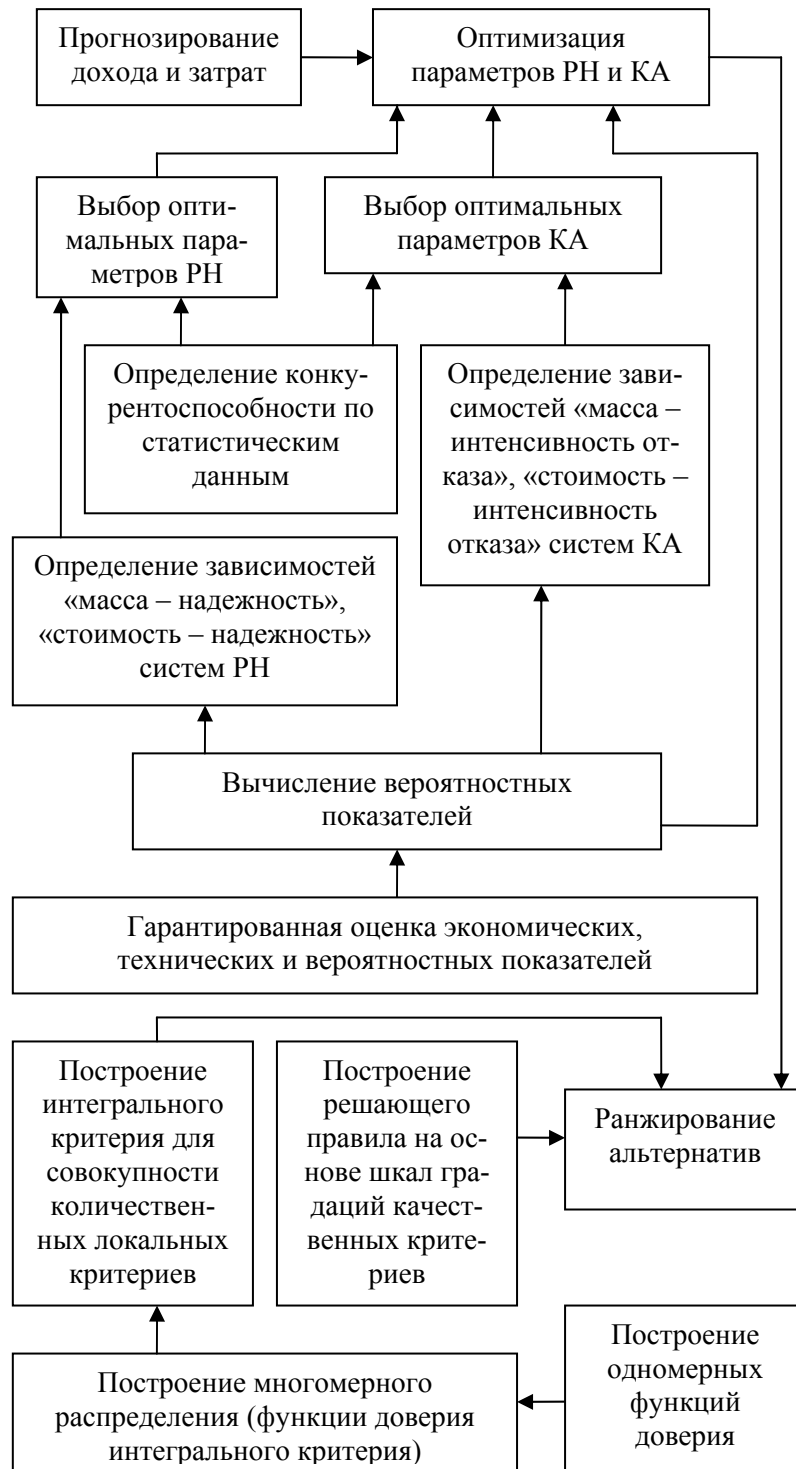 Прогнозирование
дохода и затрат
Оптимизация
параметров РН и КА
Выбор опти-
мальных пара-
метров РН
Выбор оптимальных
параметров КА
Определение конку-
рентоспособности по
статистическим
данным
Определение зави-
симостей «масса –
интенсивность от-
каза», «стоимость –
интенсивность
отказа» систем КА
Определение зависимостей
«масса – надежность»,
«стоимость – надежность»
систем РН
Вычисление вероятностных
показателей
Гарантированная оценка экономических,
технических и вероятностных показателей
Построение
интегрального
критерия для
совокупности
количествен-
ных локальных
критериев
Построение
решающего
правила на ос-
нове шкал гра-
даций качест-
венных крите-
риев
Ранжирование
альтернатив
Построение многомерного
распределения (функции доверия
интегрального критерия)
Построение
одномерных
функций
доверия